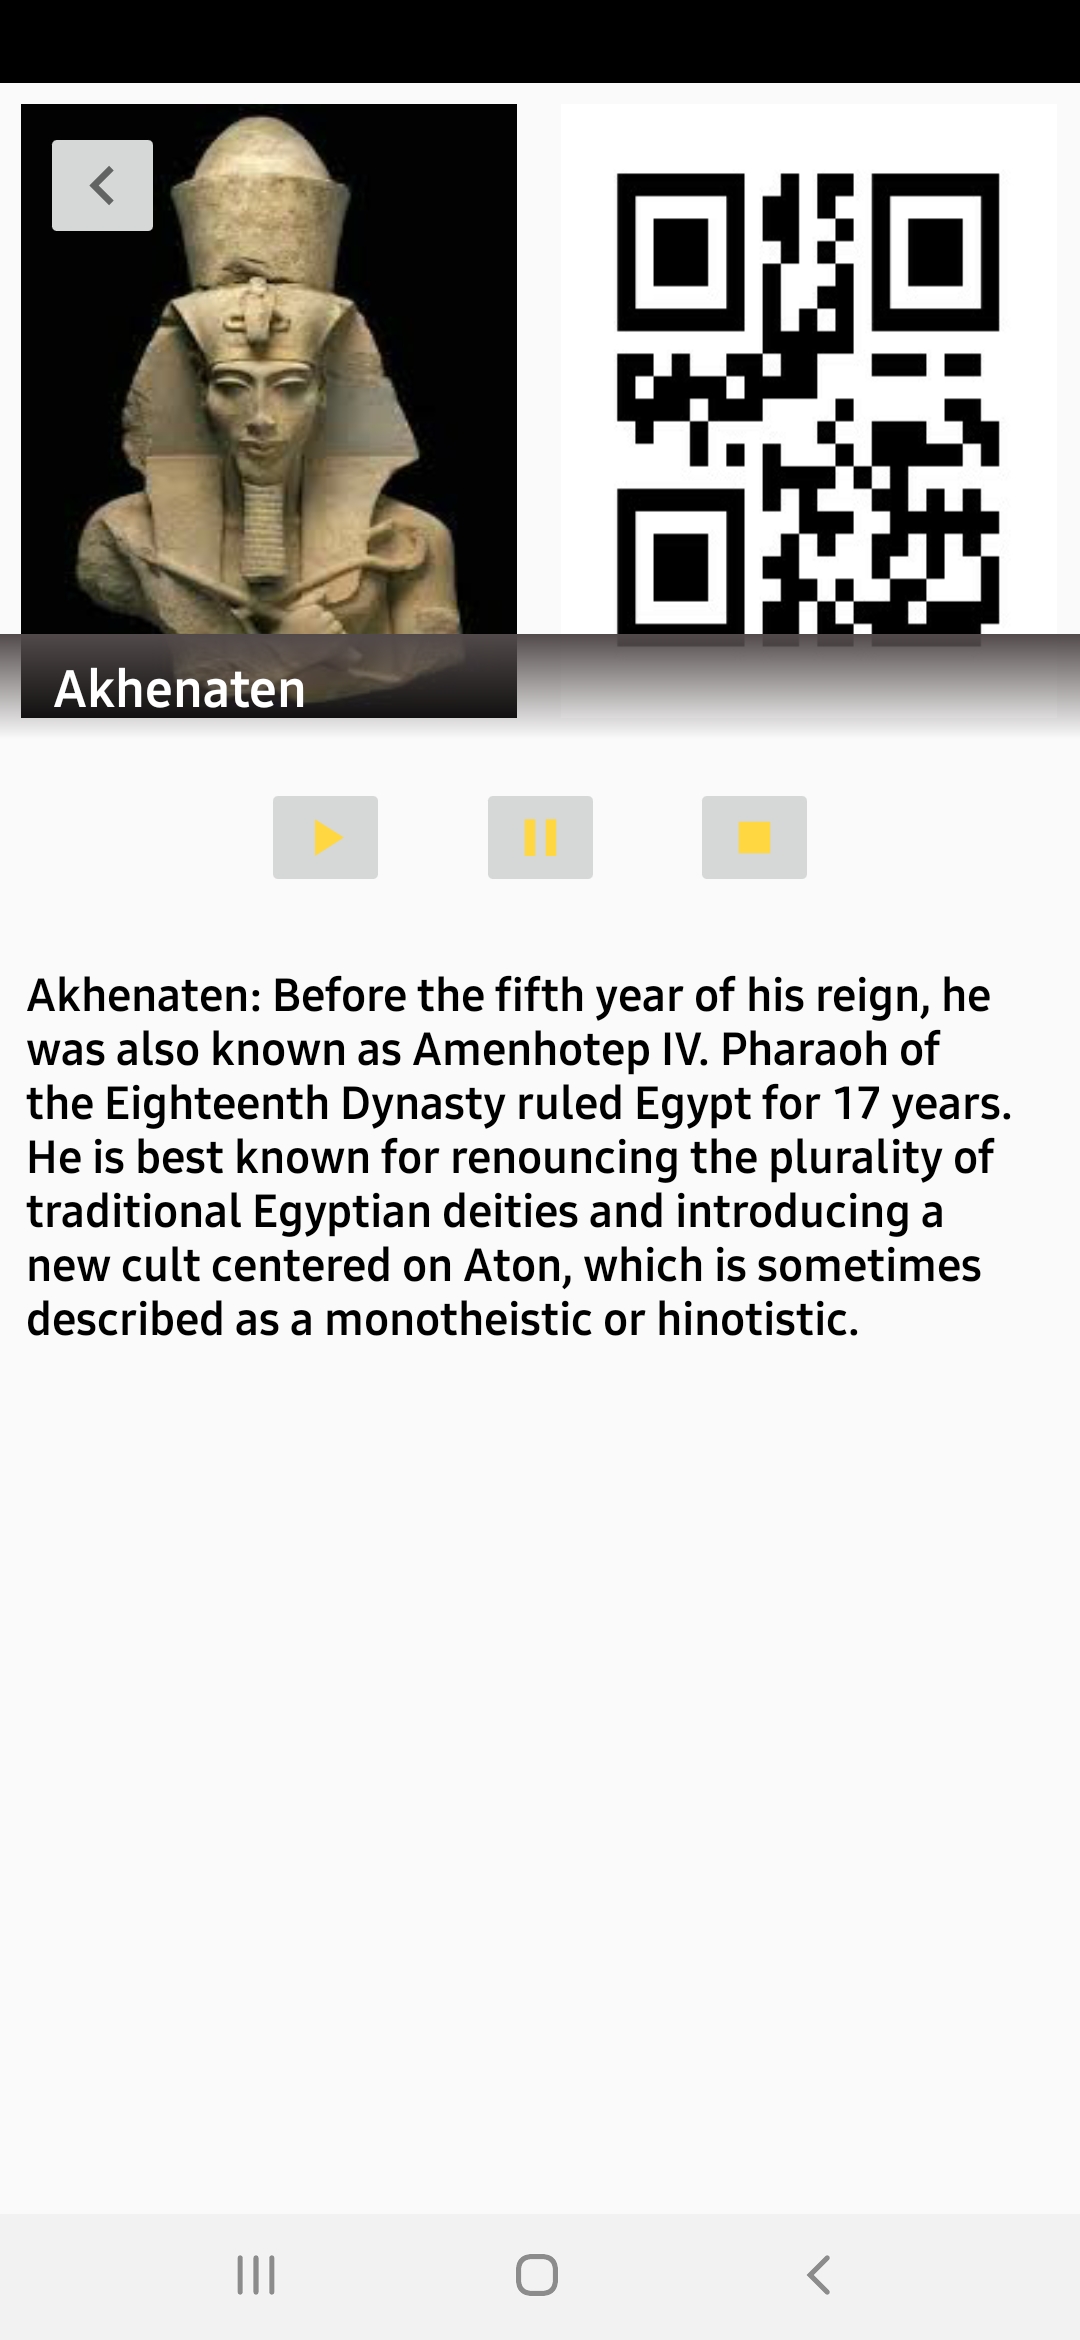 Akhenaten
Akhenaten: Before the fifth year of his reign, he
was also known as Amenhotep IV. Pharaoh of
the Eighteenth Dynasty ruled Egypt for 17 years.
He is best known for renouncing the plurality of
traditional Egyptian deities and introducing a
new cult centered on Aton, which is sometimes
described as a monotheistic or hinotistic.